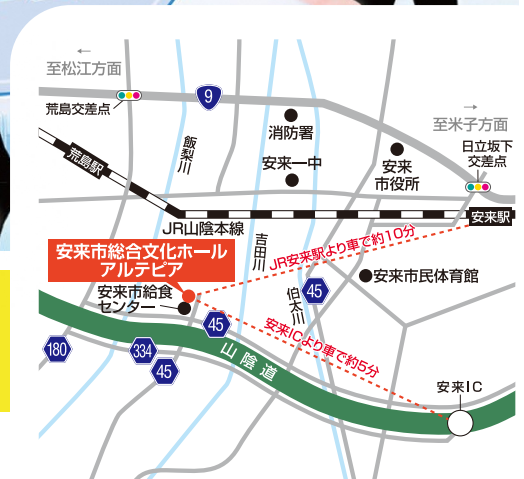 ←
至松江方面
荒島交差点
9
消防署
→
至米子方面
日立坂下
交差点
飯梨川
安来一中
安来
市役所
荒島駅
安来駅
JR山陰本線
吉田川
JR安来駅より車で約10分
安来市総合文化ホール
アルテピア
安来市民体育館
伯太川
45
安来市給食
センター
45
安来ICより車で約5分
180
334
45
山陰道
安来IC